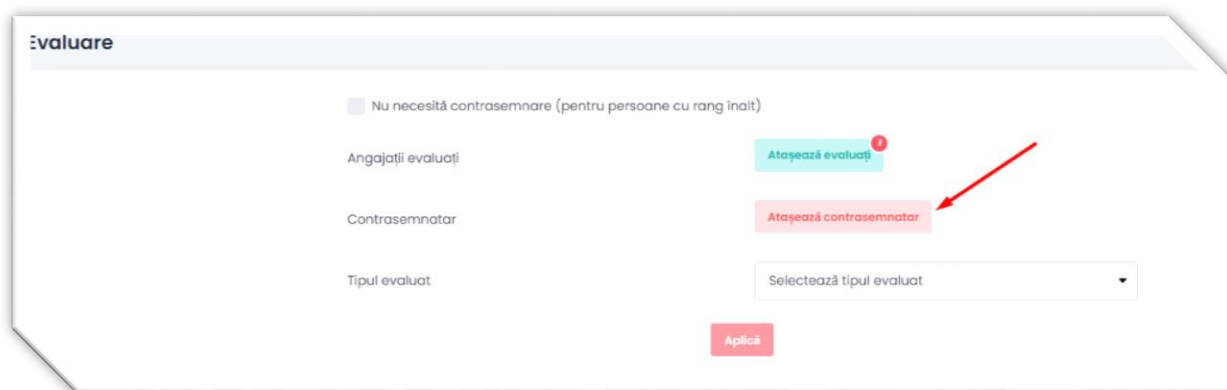 Evaluare
Nu necesită contrasemnare (pentru persoane cu rang înalt)
Angajații evaluați
Atașează evaluați
Contrasemnatar
Atașează contrasemnatar
Tipul evaluat
Selectează tipul evaluat
Aplică